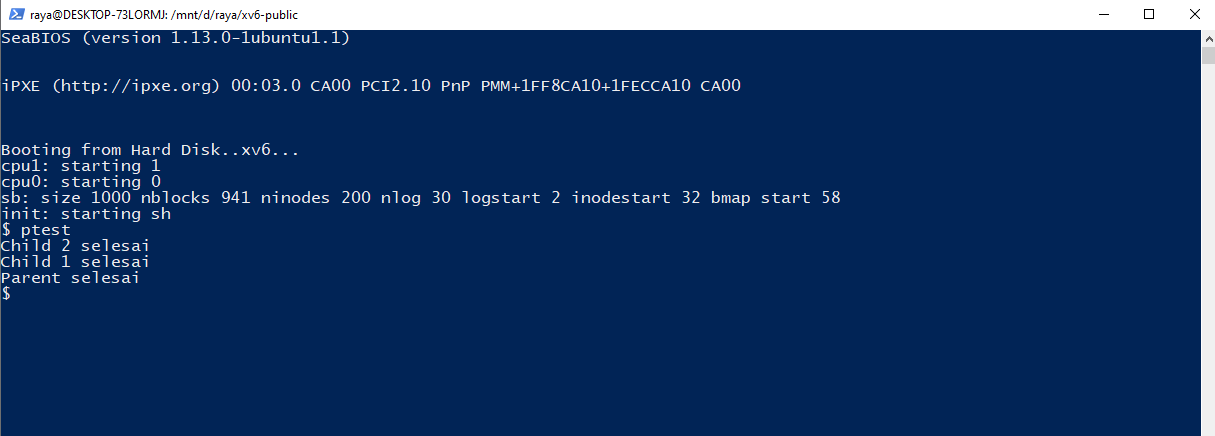 raya@DESKTOP-73LORMJ: /mnt/d/raya/xv6-public
SeaBIOS (version 1.13.0-1ubuntu1.1)
iPXE (http://ipxe.org) 00:03.0 CA00 PCI2.10 PnP PMM+1FF8CA10+1FECCA10 CA00
Booting from Hard Disk..xv6...
cpu1: starting 1
cpu0: starting 0
sb: size 1000 nblocks 941 ninodes 200 nlog 30 logstart 2 inodestart 32 bmap start 58
init: starting sh
$ ptest
Child 2 selesai
Child 1 selesai
Parent selesai
$